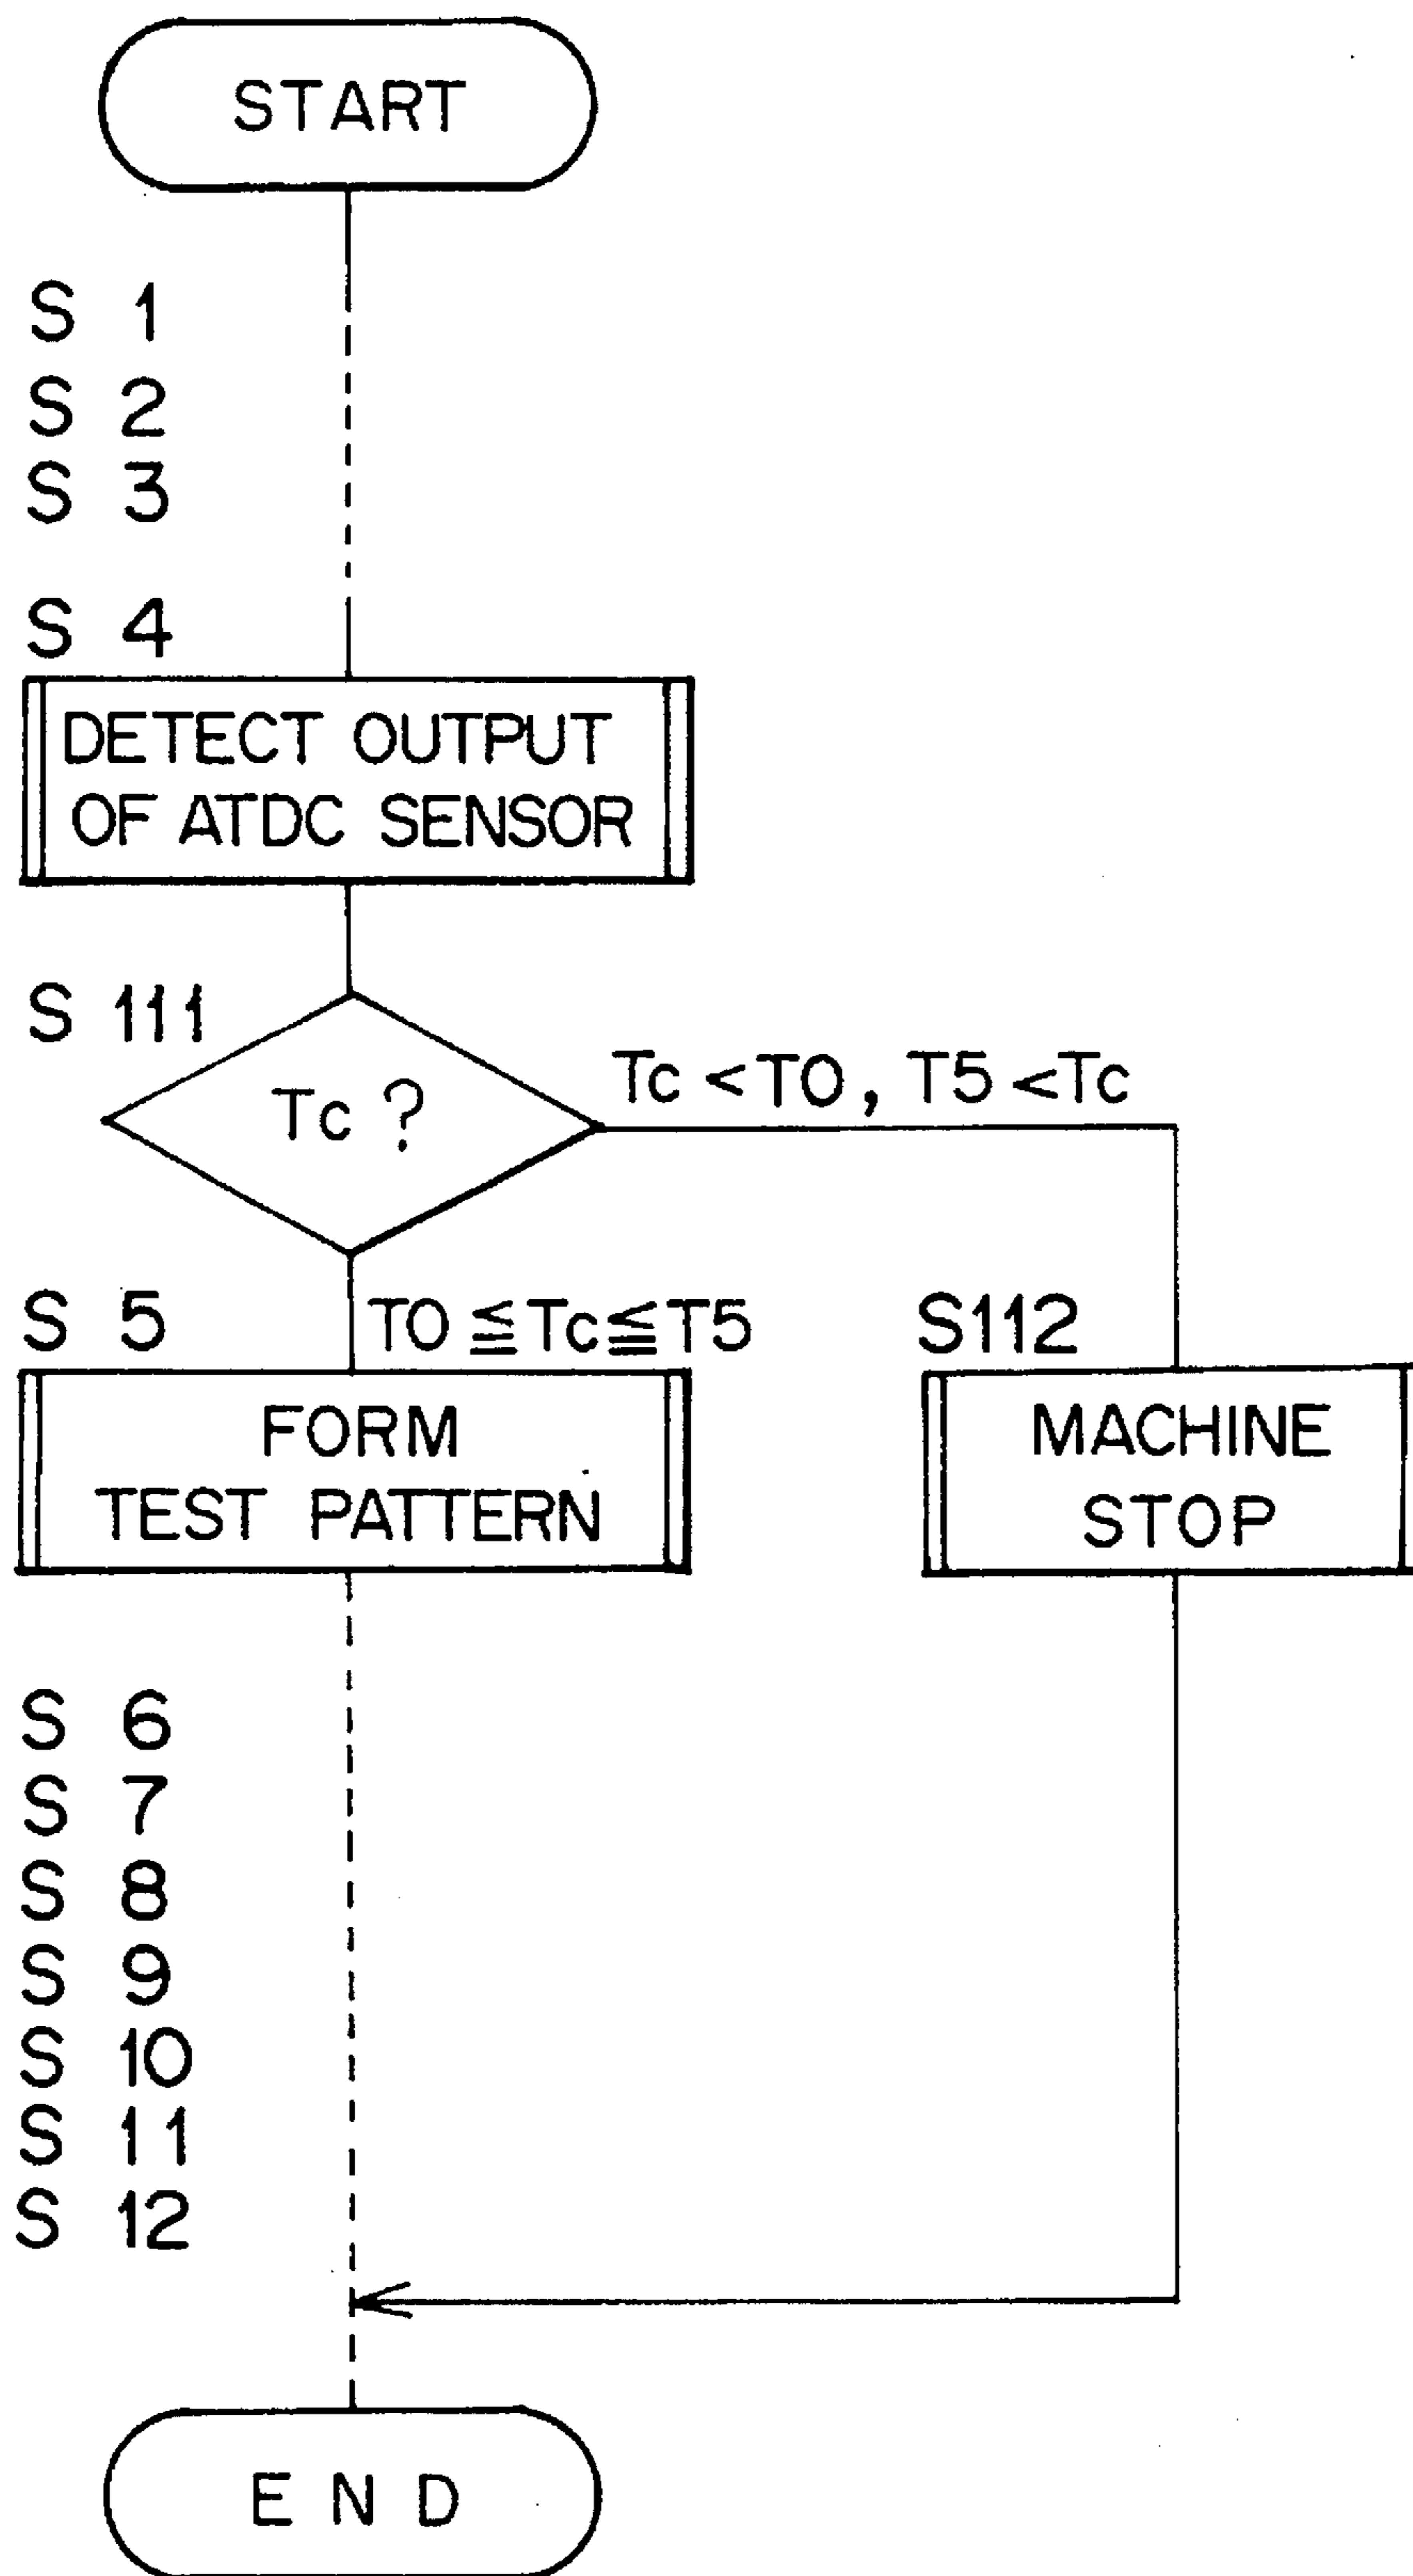 START
S 1
S 2
S 3
S 4
DETECT OUTPUT
OF ATDC SENSOR
S 111
Tc ?
Tc < T0, T5 < Tc
S 5
T0 ≦ Tc ≦ T5
S112
FORM
TEST PATTERN
MACHINE
STOP
S 6
S 7
S 8
S 9
S 10
S 11
S 12
END